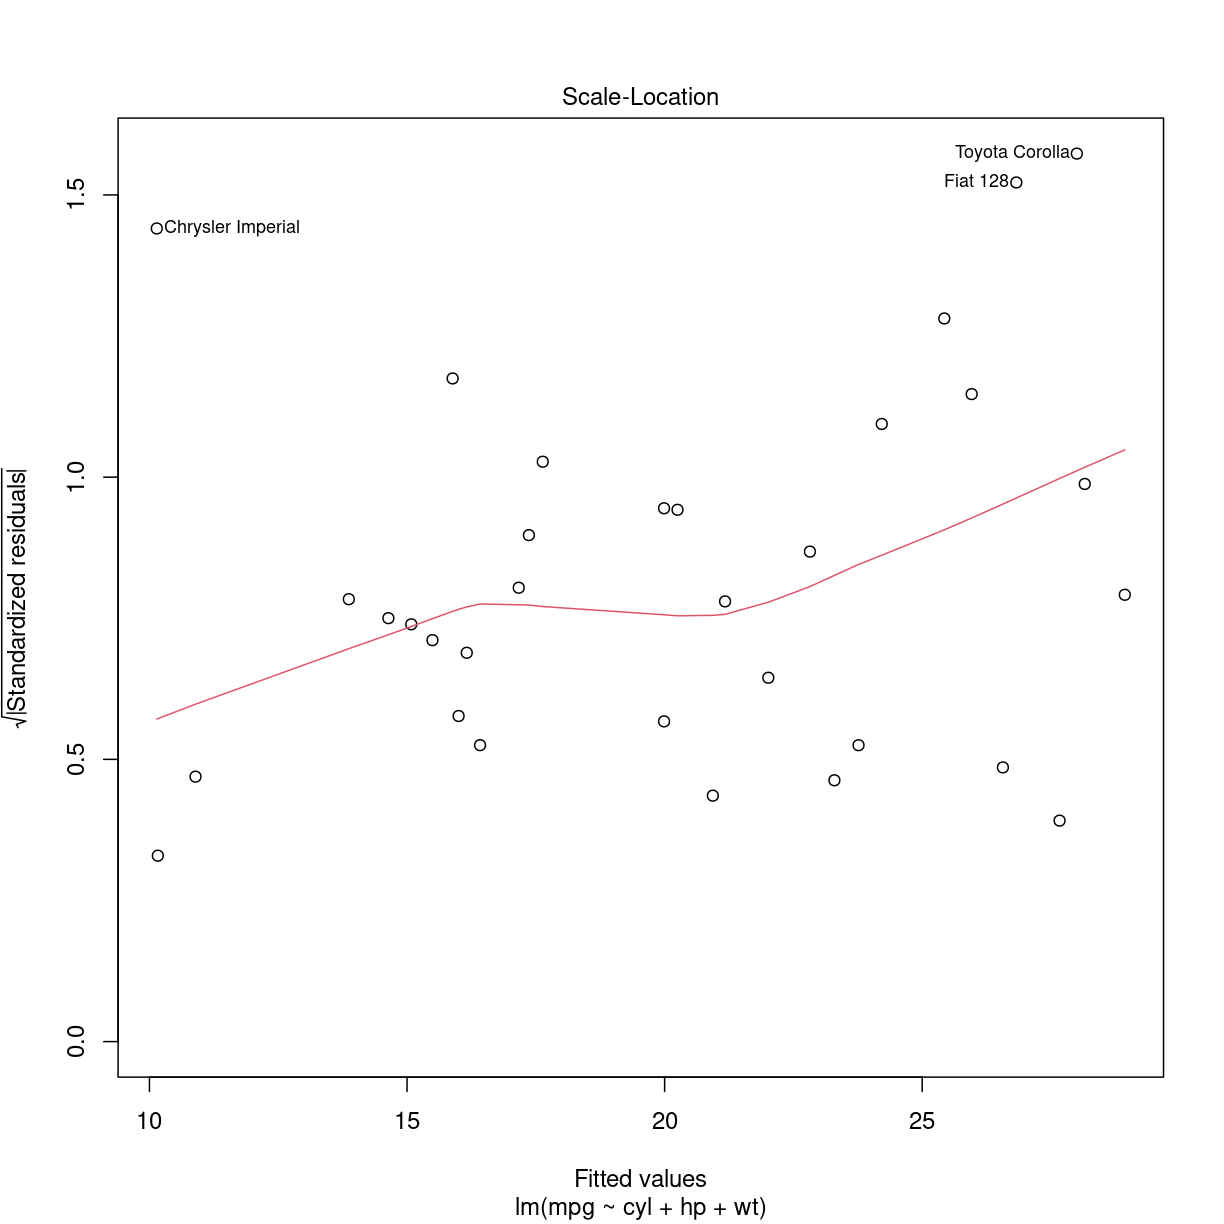 Scale-Location
Toyota Corolla
Fiat 128
Chrysler Imperial
1.5
1.0
0.5
0.0
√|Standardized residuals|
10 15 20 25
Fitted values
lm(mpg ~ cyl + hp + wt)